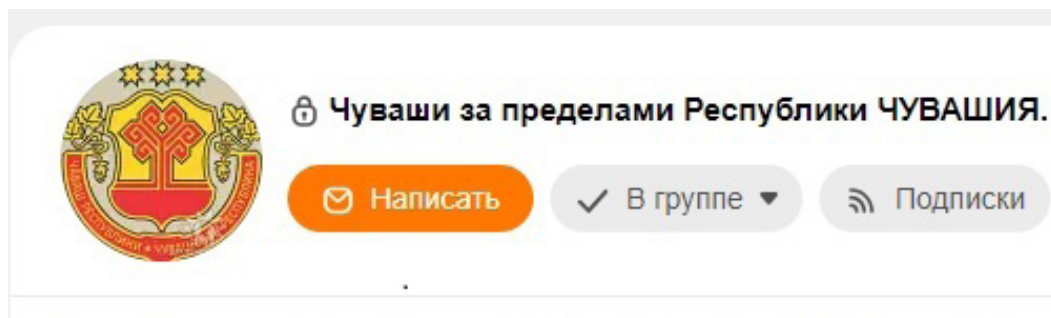 Чуваши за пределами Республики ЧУВАШИЯ.
Написать
В группе
Подписки